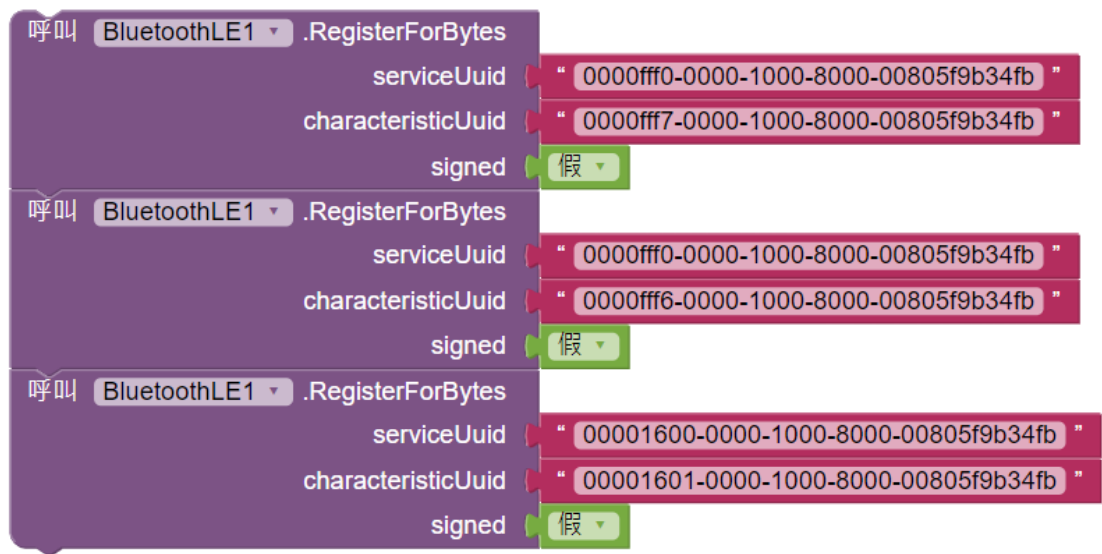 呼叫 BluetoothLE1 .RegisterForBytes
serviceUuid “ 0000fff0-0000-1000-8000-00805f9b34fb ”
characteristicUuid “ 0000fff7-0000-1000-8000-00805f9b34fb ”
signed 假
呼叫 BluetoothLE1 .RegisterForBytes
serviceUuid “ 0000fff0-0000-1000-8000-00805f9b34fb ”
characteristicUuid “ 0000fff6-0000-1000-8000-00805f9b34fb ”
signed 假
呼叫 BluetoothLE1 .RegisterForBytes
serviceUuid “ 00001600-0000-1000-8000-00805f9b34fb ”
characteristicUuid “ 00001601-0000-1000-8000-00805f9b34fb ”
signed 假